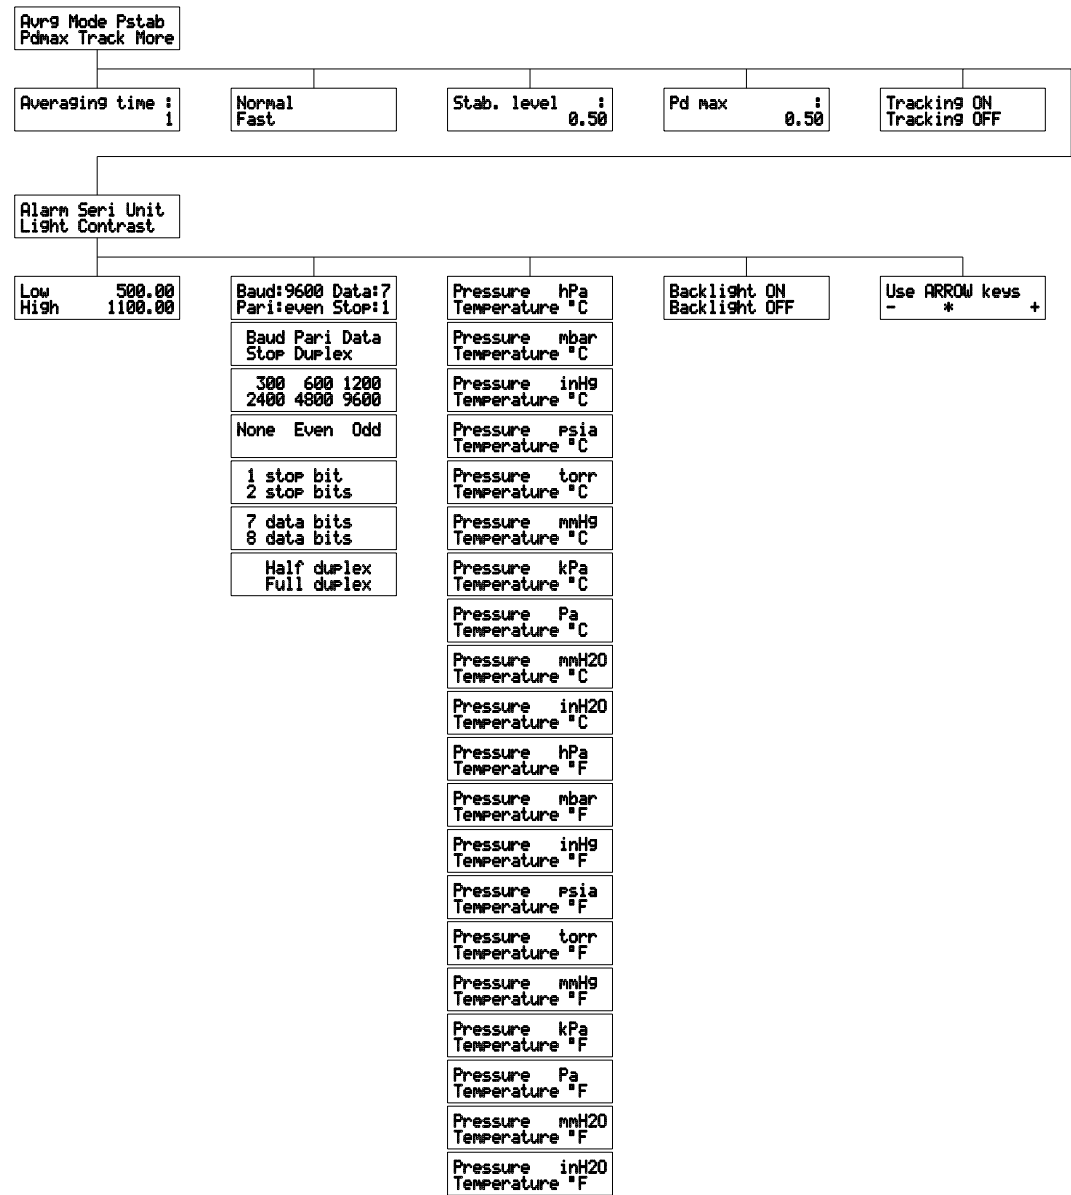 Avrg Mode Pstab
Pdmax Track More
Averaging time :
1
Normal
Fast
Stab. level :
0.50
Pd max :
0.50
Tracking ON
Tracking OFF
Alarm Seri Unit
Light Contrast
Low 500.00
High 1100.00
Baud:9600 Data:7
Pari:even Stop:1
Baud Pari Data
Stop Duplex
300 600 1200
2400 4800 9600
None Even Odd
1 stop bit
2 stop bits
7 data bits
8 data bits
Half duplex
Full duplex
Pressure hPa
Temperature °C
Pressure mbar
Temperature °C
Pressure inHg
Temperature °C
Pressure psia
Temperature °C
Pressure torr
Temperature °C
Pressure mmHg
Temperature °C
Pressure kPa
Temperature °C
Pressure Pa
Temperature °C
Pressure mmH2O
Temperature °C
Pressure inH2O
Temperature °C
Pressure hPa
Temperature °F
Pressure mbar
Temperature °F
Pressure inHg
Temperature °F
Pressure psia
Temperature °F
Pressure torr
Temperature °F
Pressure mmHg
Temperature °F
Pressure kPa
Temperature °F
Pressure Pa
Temperature °F
Pressure mmH2O
Temperature °F
Pressure inH2O
Temperature °F
Backlight ON
Backlight OFF
Use ARROW keys
- * +